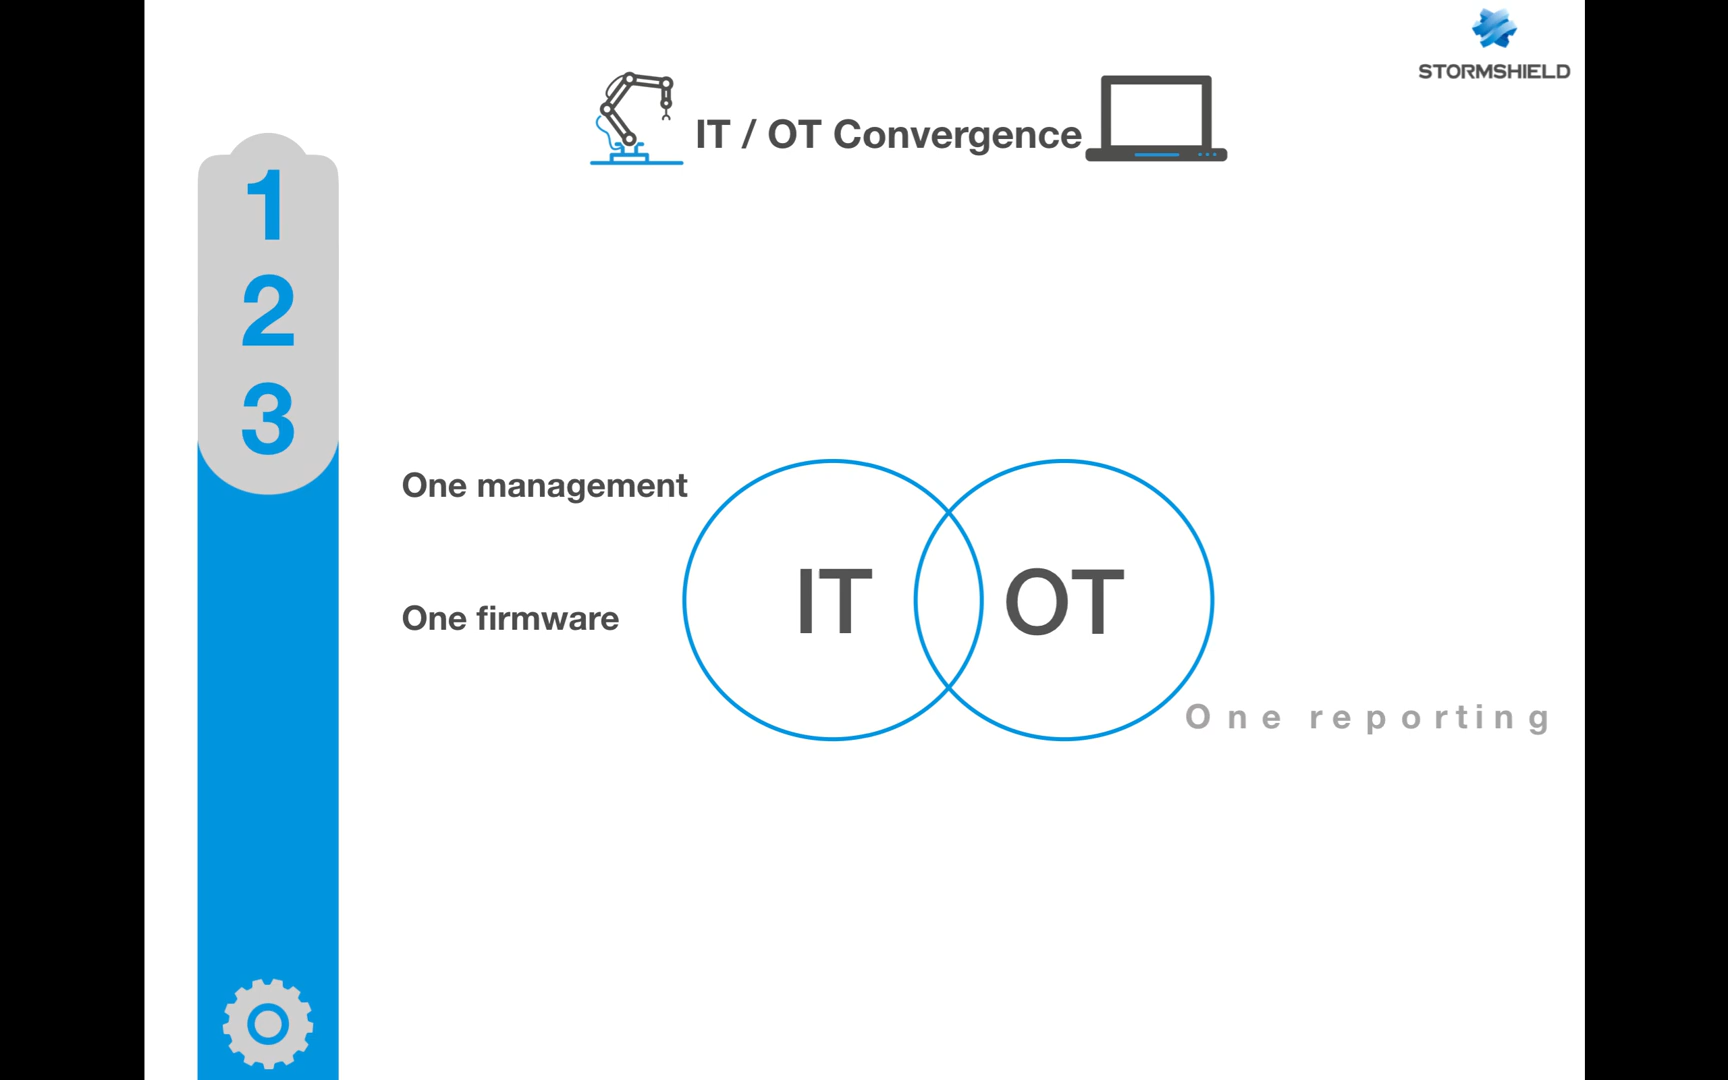 STORMSHIELD
IT / OT Convergence
1
2
3
One management
IT
OT
One firmware
One reporting